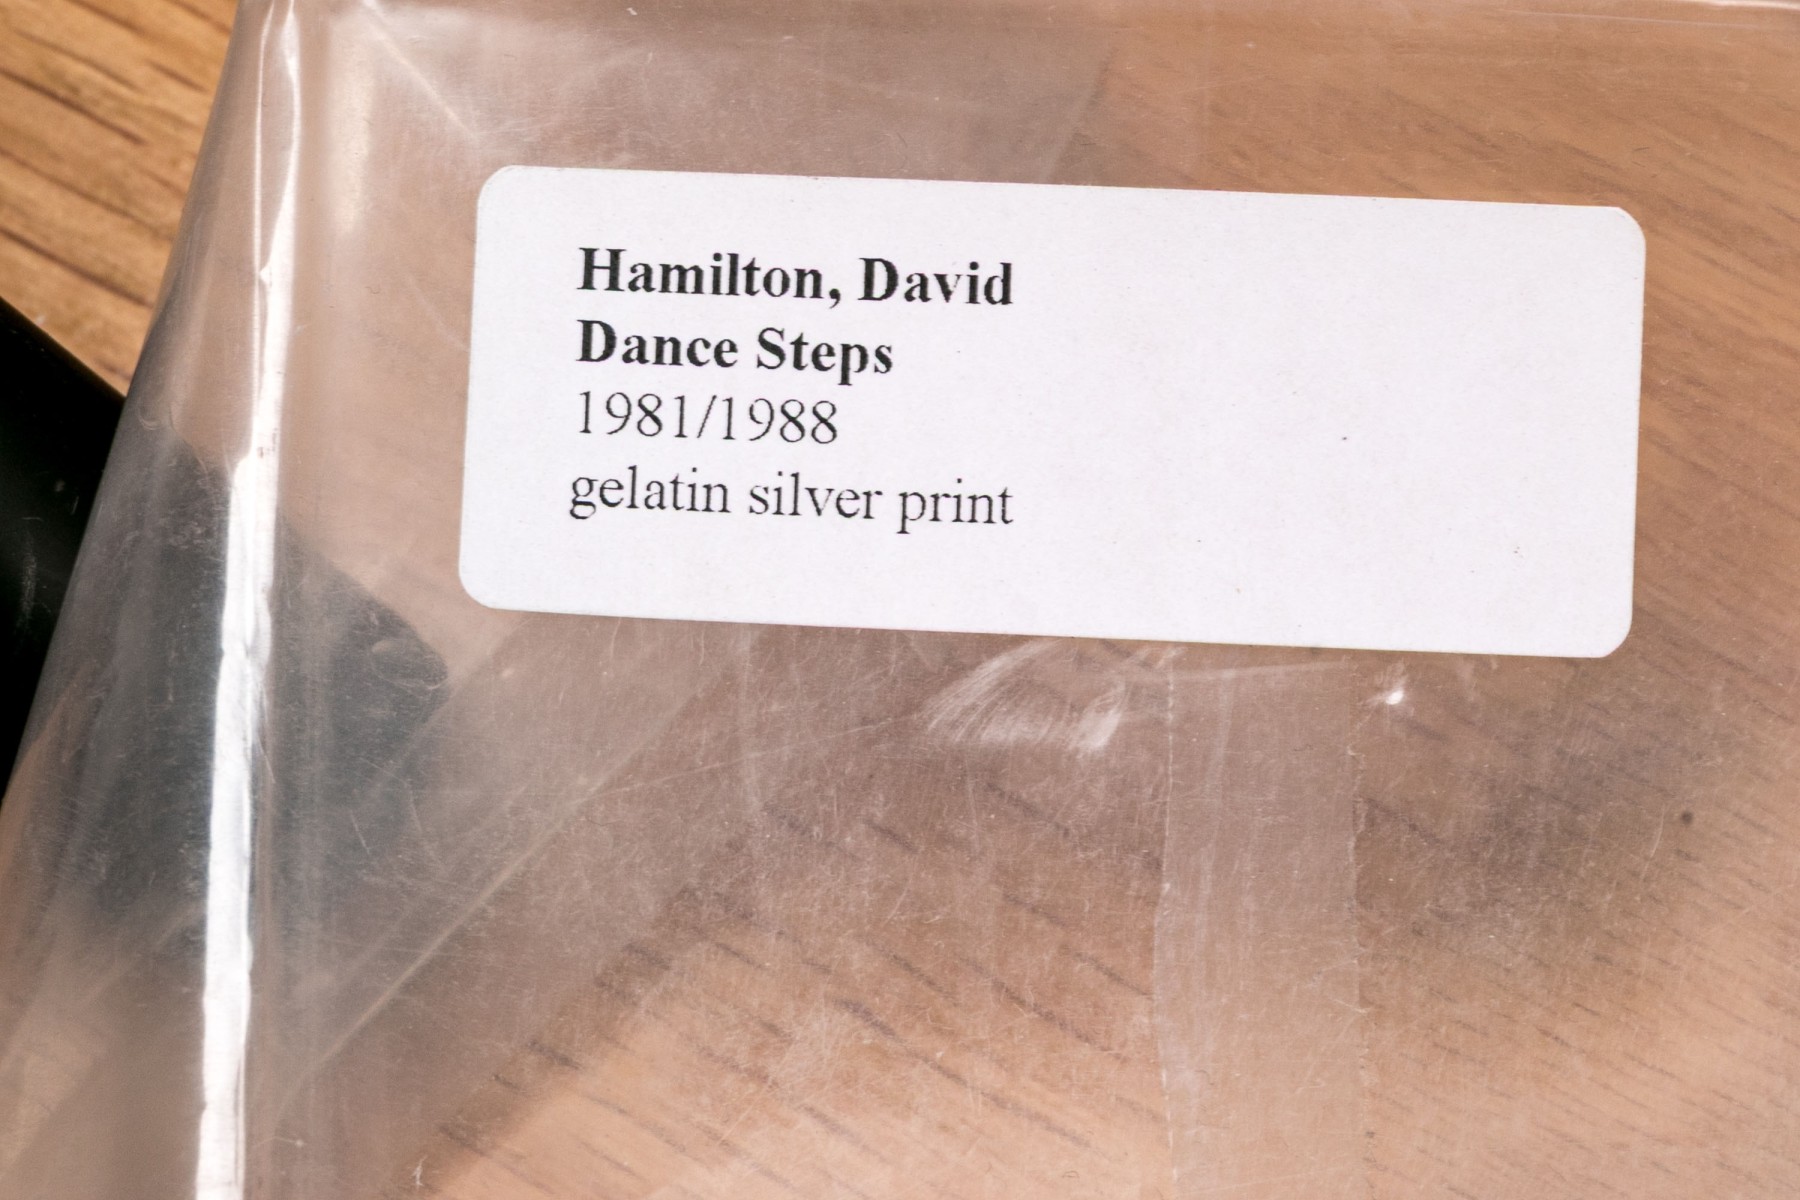 Hamilton, David
Dance Steps
1981/1988
gelatin silver print